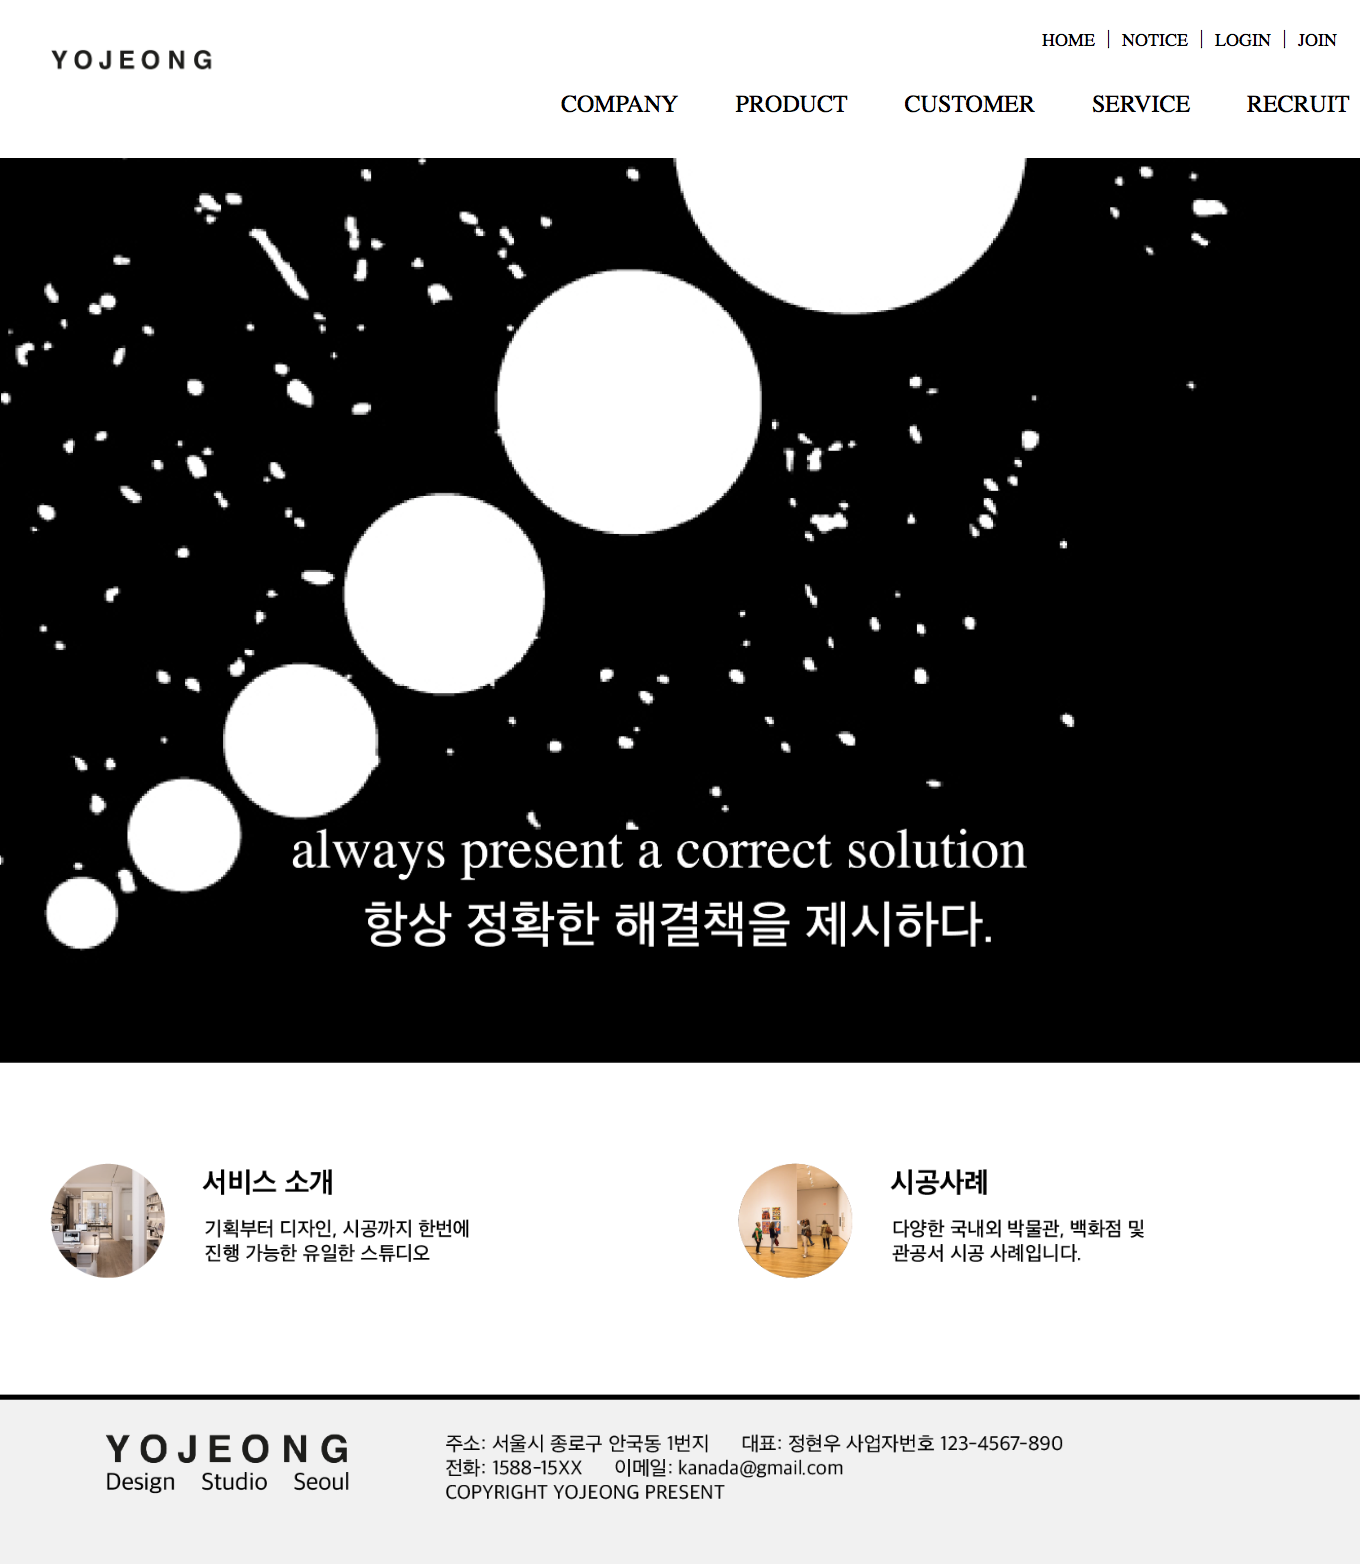 YOJEONG
HOME | NOTICE | LOGIN | JOIN
COMPANY PRODUCT CUSTOMER SERVICE RECRUIT
always present a correct solution
항상 정확한 해결책을 제시하다.
서비스 소개
기획부터 디자인, 시공까지 한번에
진행 가능한 유일한 스튜디오
시공사례
다양한 국내외 박물관, 백화점 및
관공서 시공 사례입니다.
YOJEONG
Design Studio Seoul
주소: 서울시 종로구 안국동 1번지 대표: 정현우 사업자번호 123-4567-890
전화: 1588-15XX 이메일: kanada@gmail.com
COPYRIGHT YOJEONG PRESENT